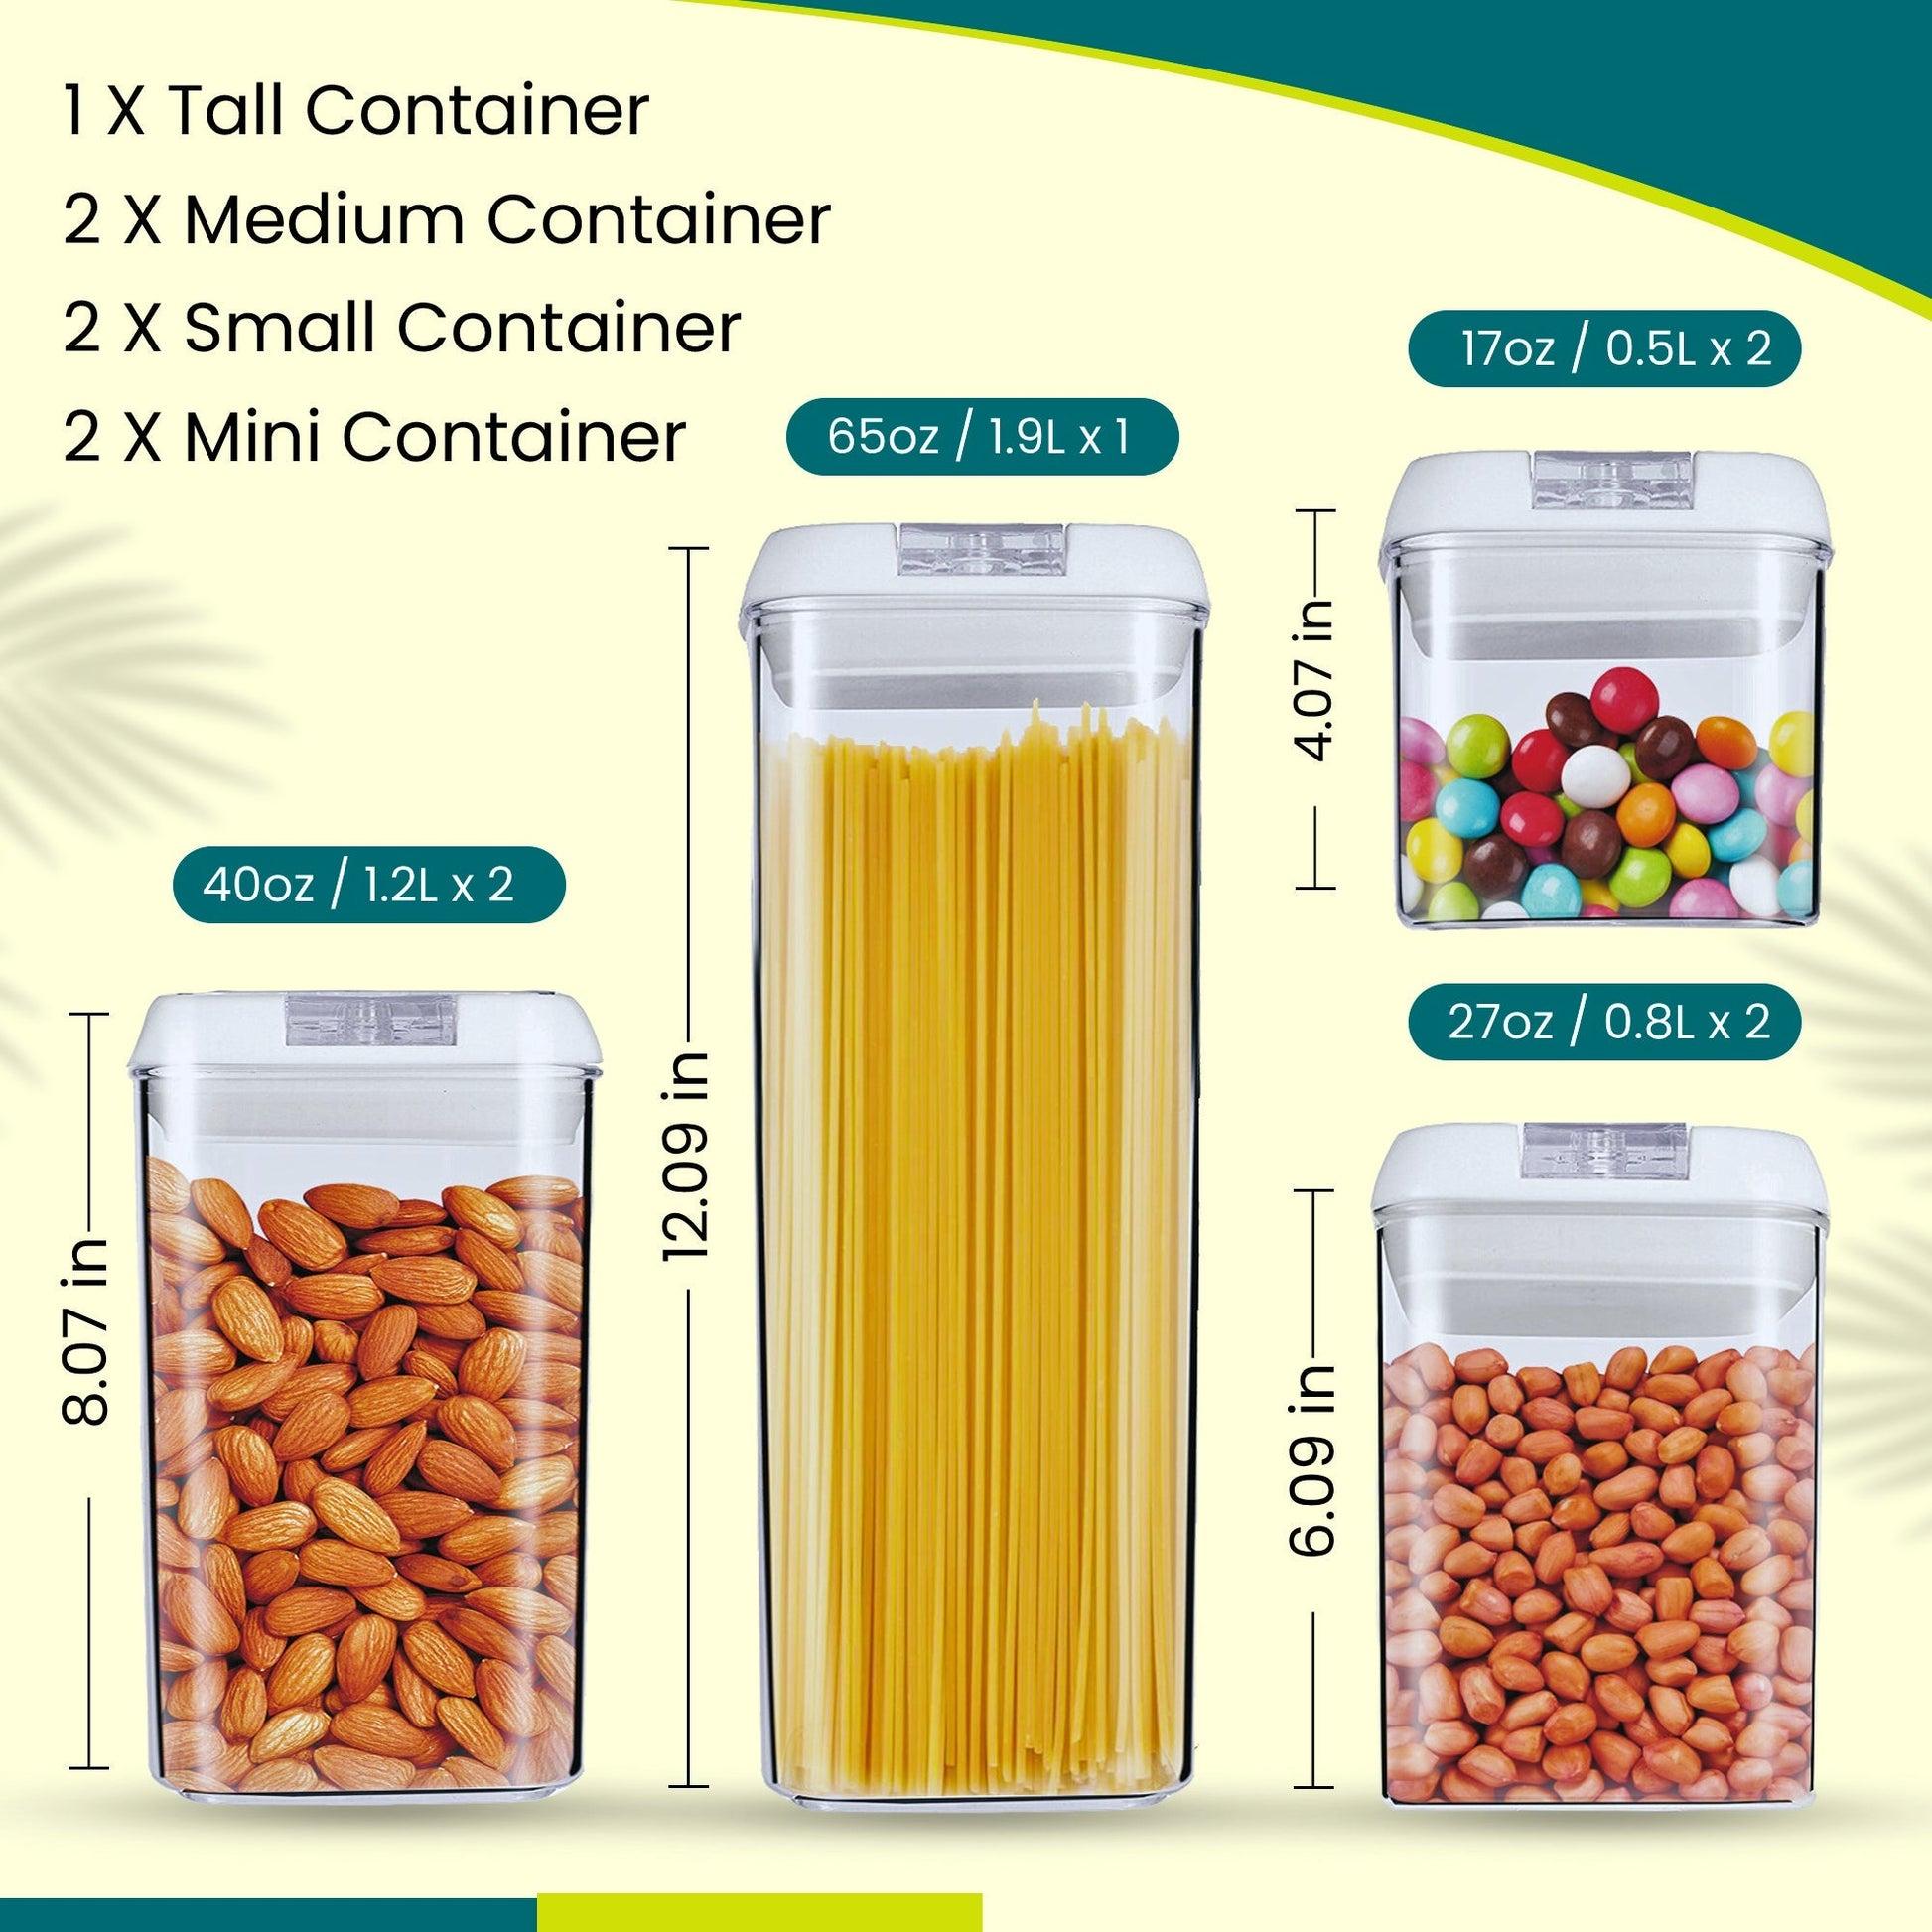 1 X Tall Container
2 X Medium Container
2 X Small Container
2 X Mini Container
17oz / 0.5L x 2
65oz / 1.9L x 1
4.07 in
40oz / 1.2L x 2
27oz / 0.8L x 2
12.09 in
8.07 in
6.09 in